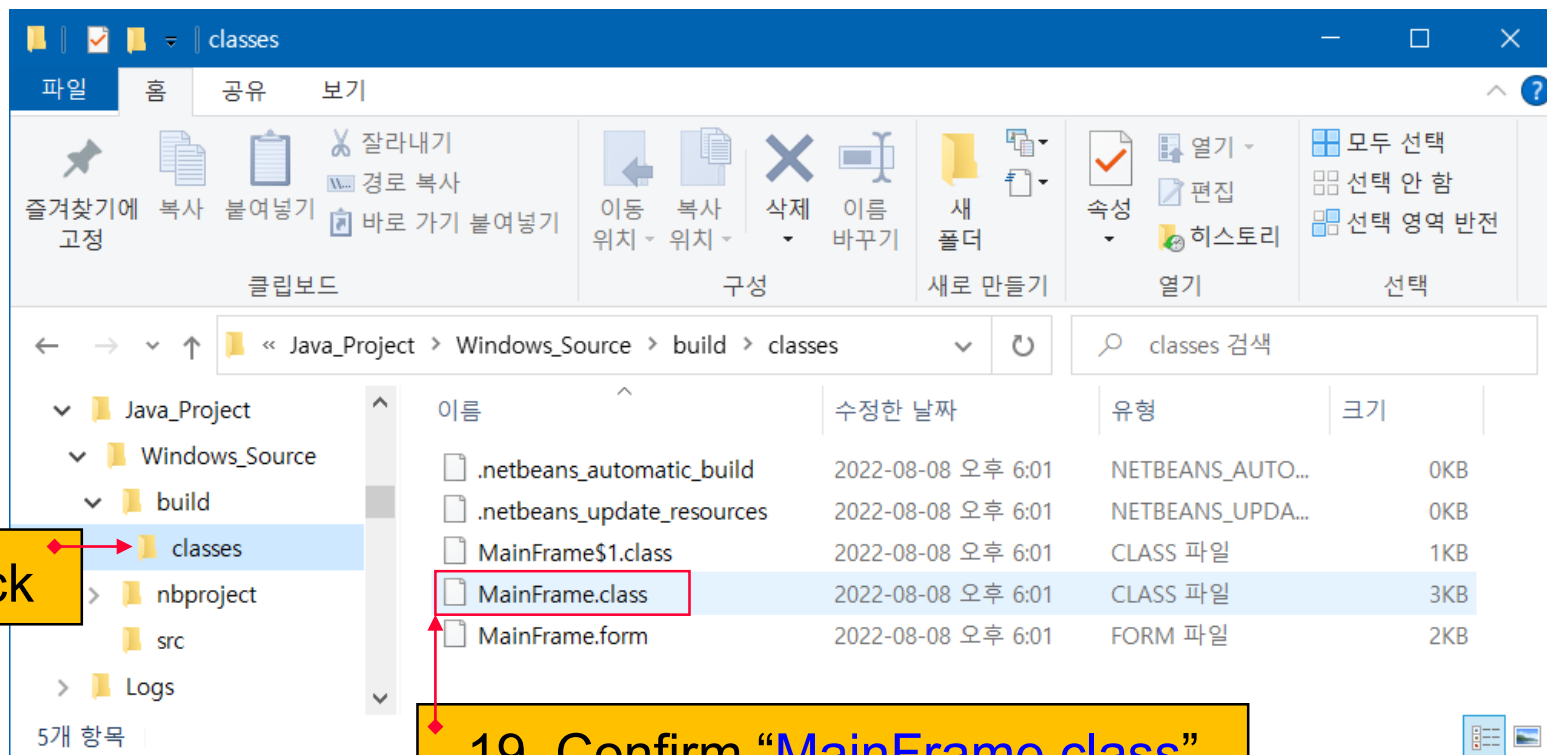 classes
파일 홈 공유 보기
?
즐겨찾기에
고정
복사
붙여넣기
잘라내기
경로 복사
바로 가기 붙여넣기
클립보드
이동
위치
복사
위치
삭제
이름
바꾸기
구성
새
폴더
새로 만들기
속성
열기
편집
히스토리
열기
모두 선택
선택 안 함
선택 영역 반전
선택
« Java_Project > Windows_Source > build > classes
classes 검색
Java_Project
Windows_Source
build
classes
nbproject
src
Logs
ck
이름 수정한 날짜 유형 크기
.netbeans_automatic_build 2022-08-08 오후 6:01 NETBEANS_AUTO... 0KB
.netbeans_update_resources 2022-08-08 오후 6:01 NETBEANS_UPDA... 0KB
MainFrame$1.class 2022-08-08 오후 6:01 CLASS 파일 1KB
MainFrame.class 2022-08-08 오후 6:01 CLASS 파일 3KB
MainFrame.form 2022-08-08 오후 6:01 FORM 파일 2KB
5개 항목
19. Confirm “MainFrame.class”